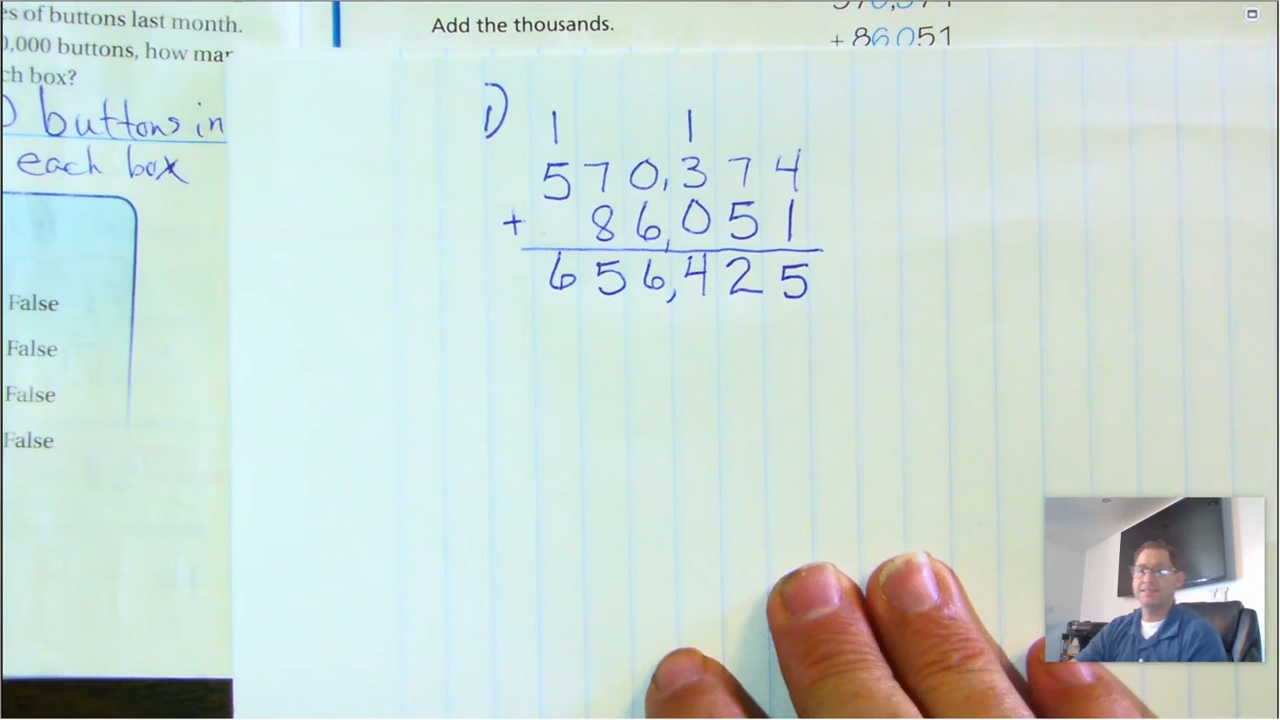 es of buttons last month.
0,000 buttons, how mar
ch box?
buttons in
each box
False
False
False
False
Add the thousands.
+ 86,051
1)
1 1
570,374
+ 86,051
656,425